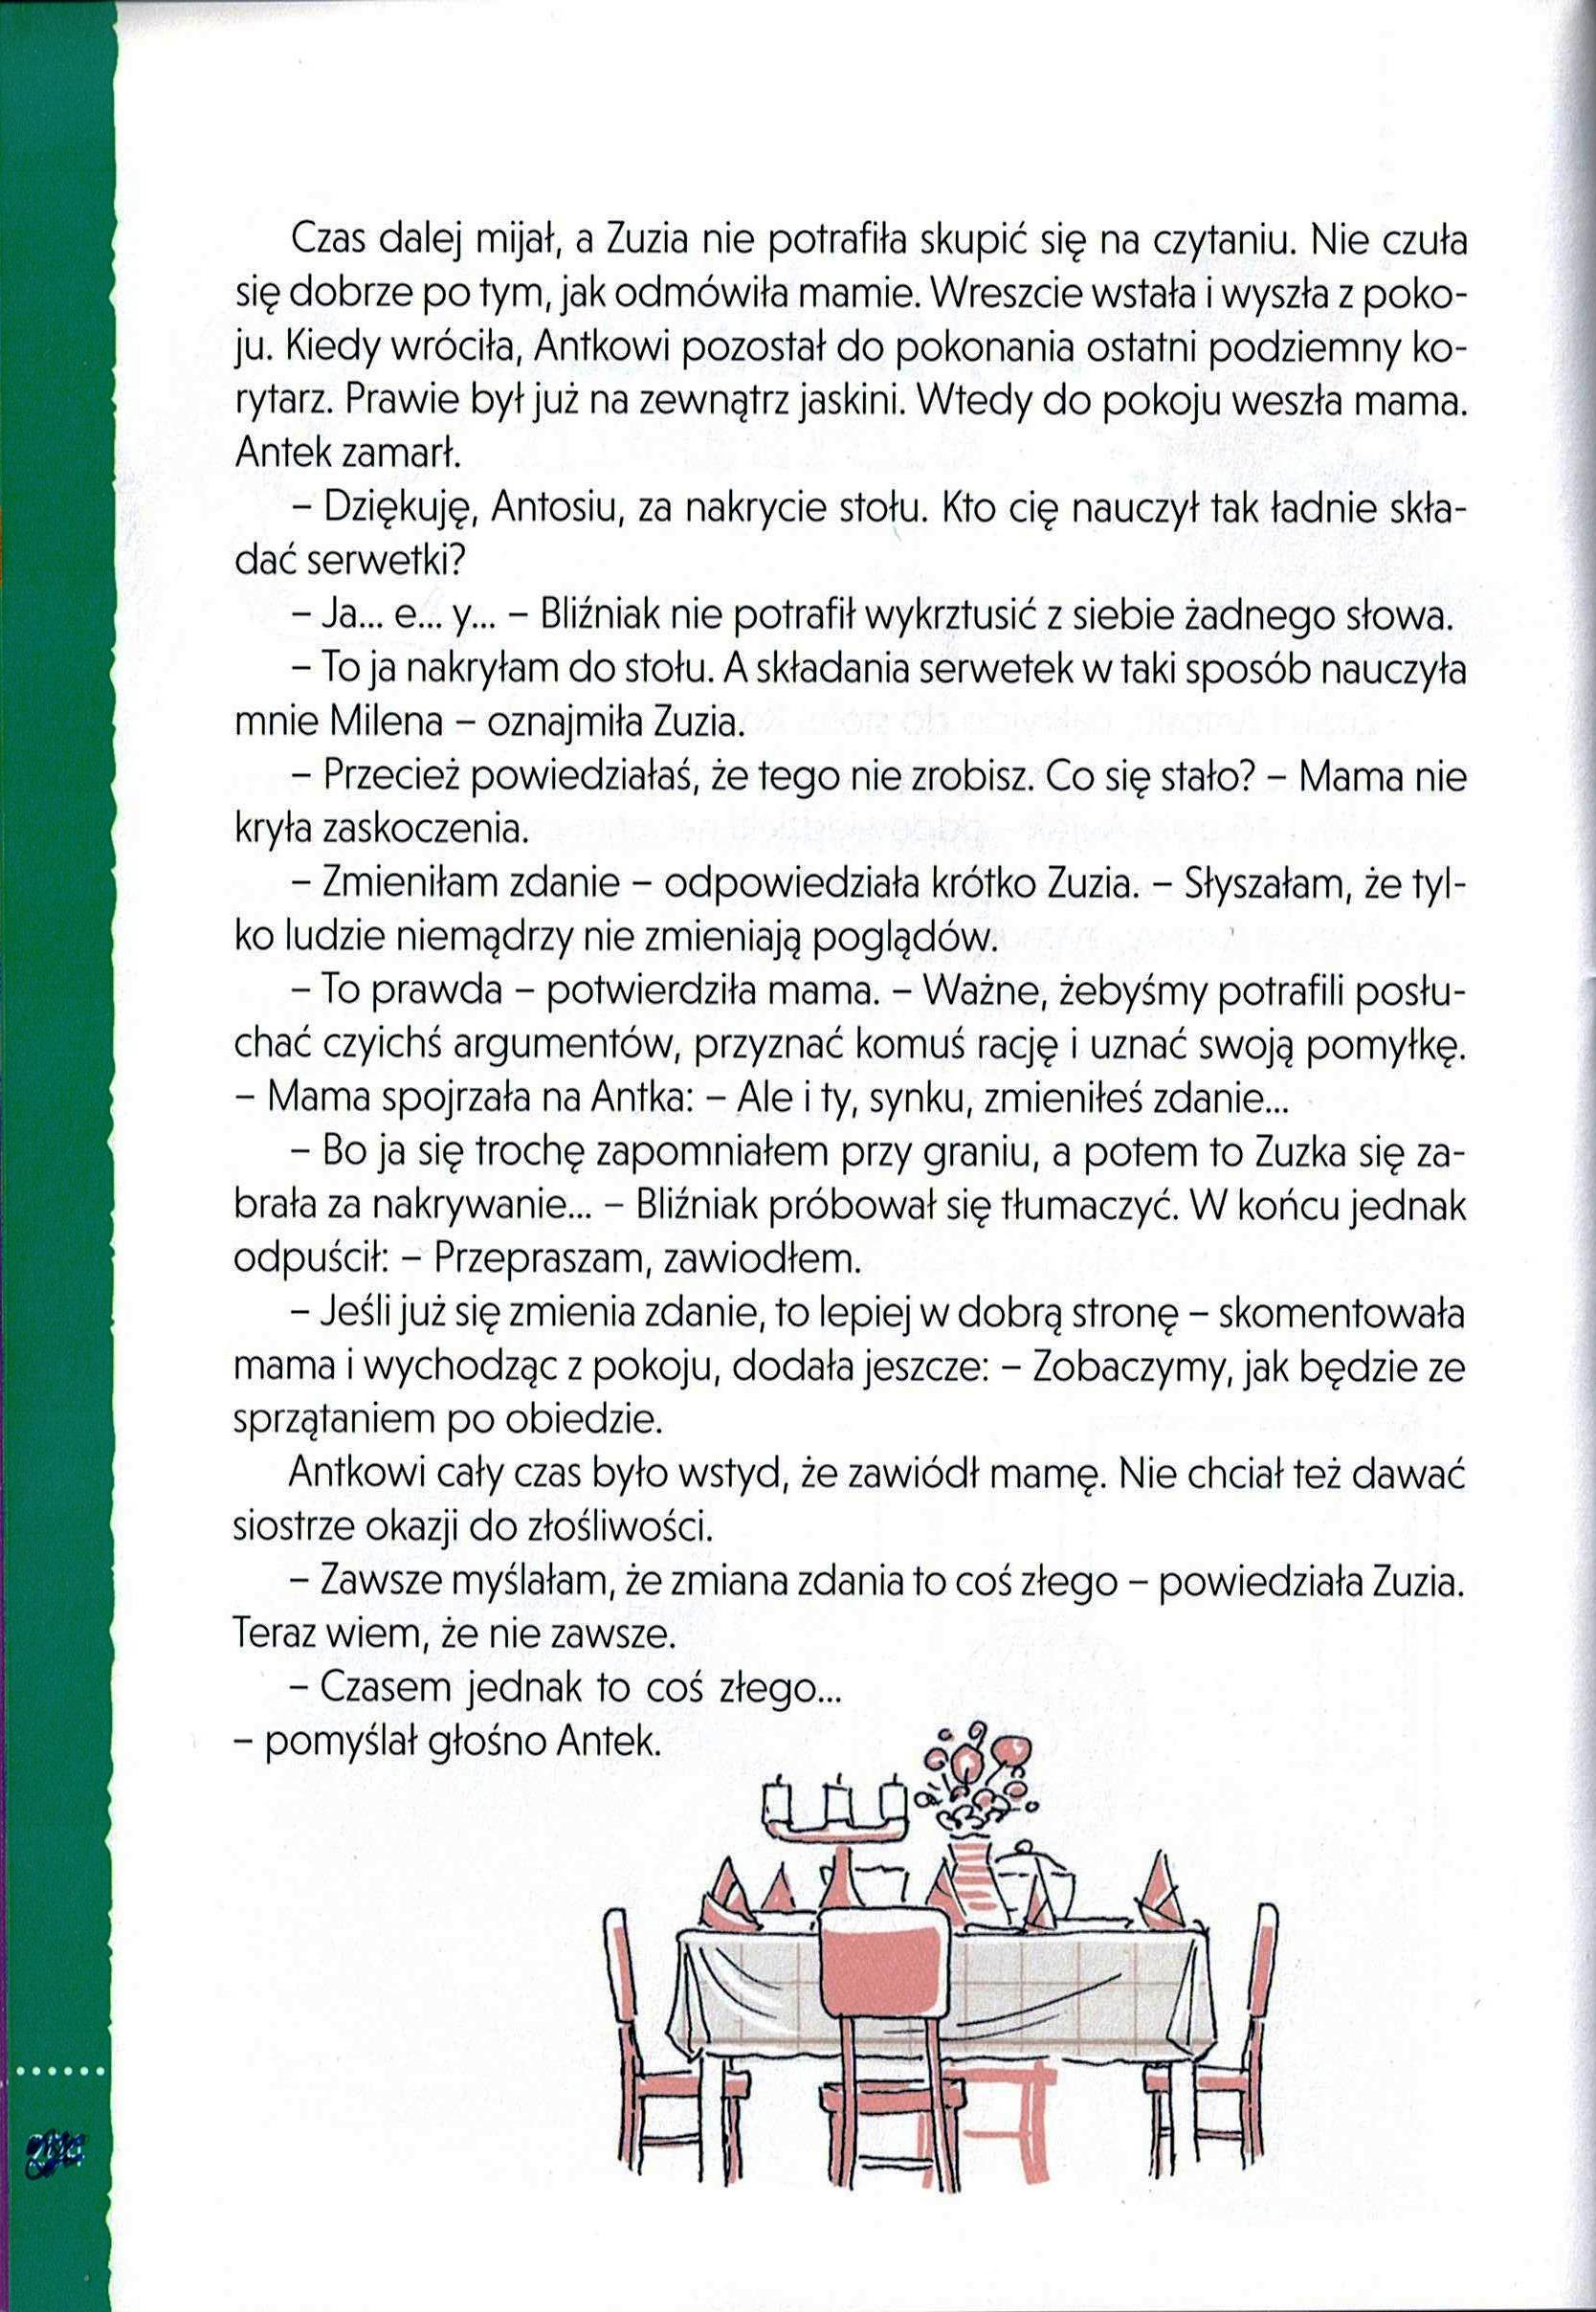 Czas dalej mijał, a Zuzia nie potrafiła skupić się na czytaniu. Nie czuła
się dobrze po tym, jak odmówiła mamie. Wreszcie wstała i wyszła z poko-
ju. Kiedy wróciła, Antkowi pozostał do pokonania ostatni podziemny ko-
rytarz. Prawie był już na zewnątrz jaskini. Wtedy do pokoju weszła mama.
Antek zamarł.
– Dziękuję, Antosiu, za nakrycie stołu. Kto cię nauczył tak ładnie skła-
dać serwetki?
– Ja... e... y... – Bliźniak nie potrafił wykrztusić z siebie żadnego słowa.
– To ja nakryłam do stołu. A składania serwetek w taki sposób nauczyła
mnie Milena – oznajmiła Zuzia.
– Przecież powiedziałaś, że tego nie zrobisz. Co się stało? – Mama nie
kryła zaskoczenia.
– Zmieniłam zdanie – odpowiedziała krótko Zuzia. – Słyszałam, że tyl-
ko ludzie niemądrzy nie zmieniają poglądów.
– To prawda – potwierdziła mama. – Ważne, żebyśmy potrafili posłu-
chać czyichś argumentów, przyznać komuś rację i uznać swoją pomyłkę.
– Mama spojrzała na Antka: – Ale i ty, synku, zmieniłeś zdanie...
– Bo ja się trochę zapomniałem przy graniu, a potem to Zuzka się za-
brała za nakrywanie... – Bliźniak próbował się tłumaczyć. W końcu jednak
odpuścił: – Przepraszam, zawiodłem.
– Jeśli już się zmienia zdanie, to lepiej w dobrą stronę – skomentowała
mama i wychodząc z pokoju, dodała jeszcze: – Zobaczymy, jak będzie ze
sprzątaniem po obiedzie.
Antkowi cały czas było wstyd, że zawiódł mamę. Nie chciał też dawać
siostrze okazji do złośliwości.
– Zawsze myślałam, że zmiana zdania to coś złego – powiedziała Zuzia.
Teraz wiem, że nie zawsze.
– Czasem jednak to coś złego...
– pomyślał głośno Antek.